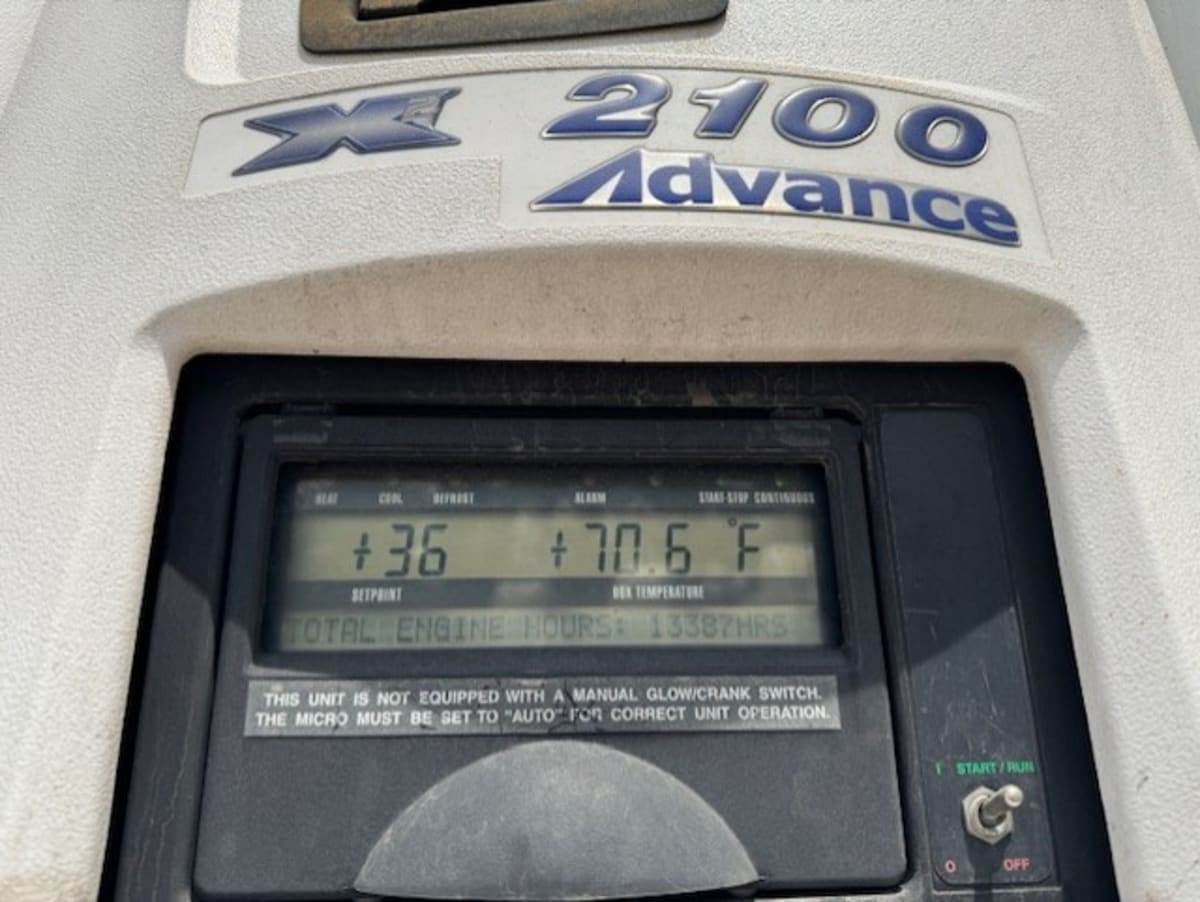 X2 2100
Advance
HEAT COOL DEFROST ALARM START-STOP CONTINUOUS
+36 +70.6 °F
SETPOINT BOX TEMPERATURE
TOTAL ENGINE HOURS: 13387HRS
THIS UNIT IS NOT EQUIPPED WITH A MANUAL GLOW/CRANK SWITCH.
THE MICRO MUST BE SET TO "AUTO" FOR CORRECT UNIT OPERATION.
I START / RUN
O OFF